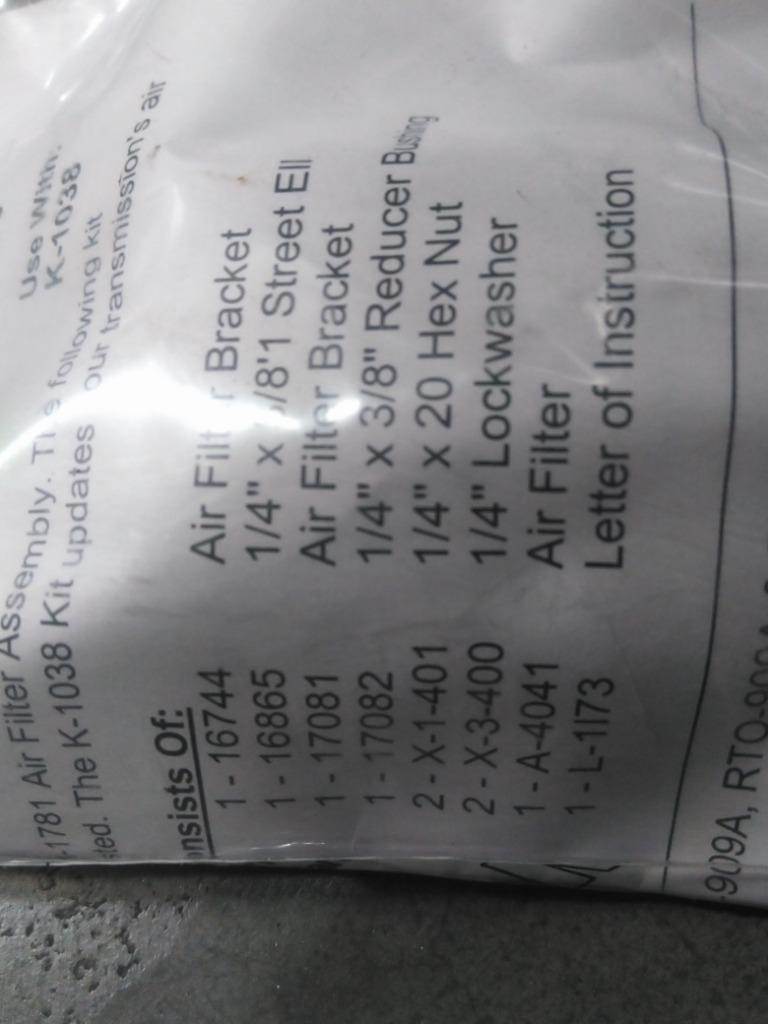 Use With:
K-1038
-1781 Air Filter Assembly. The following kit
ted. The K-1038 Kit updates our transmission's air
nsists Of:
1 - 16744 Air Filter Bracket
1 - 16865 1/4" x /8'1 Street Ell
1 - 17081 Air Filter Bracket
1 - 17082 1/4" x 3/8" Reducer Bushing
2 - X-1-401 1/4" x 20 Hex Nut
2 - X-3-400 1/4" Lockwasher
1 - A-4041 Air Filter
1 - L-1173 Letter of Instruction
-909A,